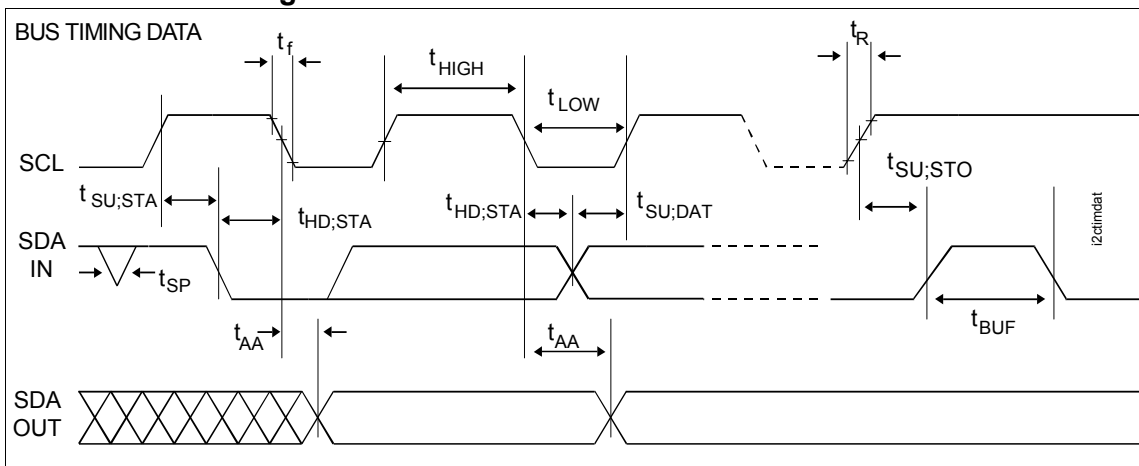 BUS TIMING DATA
tf
tHIGH
tLOW
tR
SCL
tSU;STA
tHD;STA
tHD;STA
tSU;DAT
tSU;STO
i2ctimdat
SDA
IN
tSP
tBUF
tAA
tAA
SDA
OUT